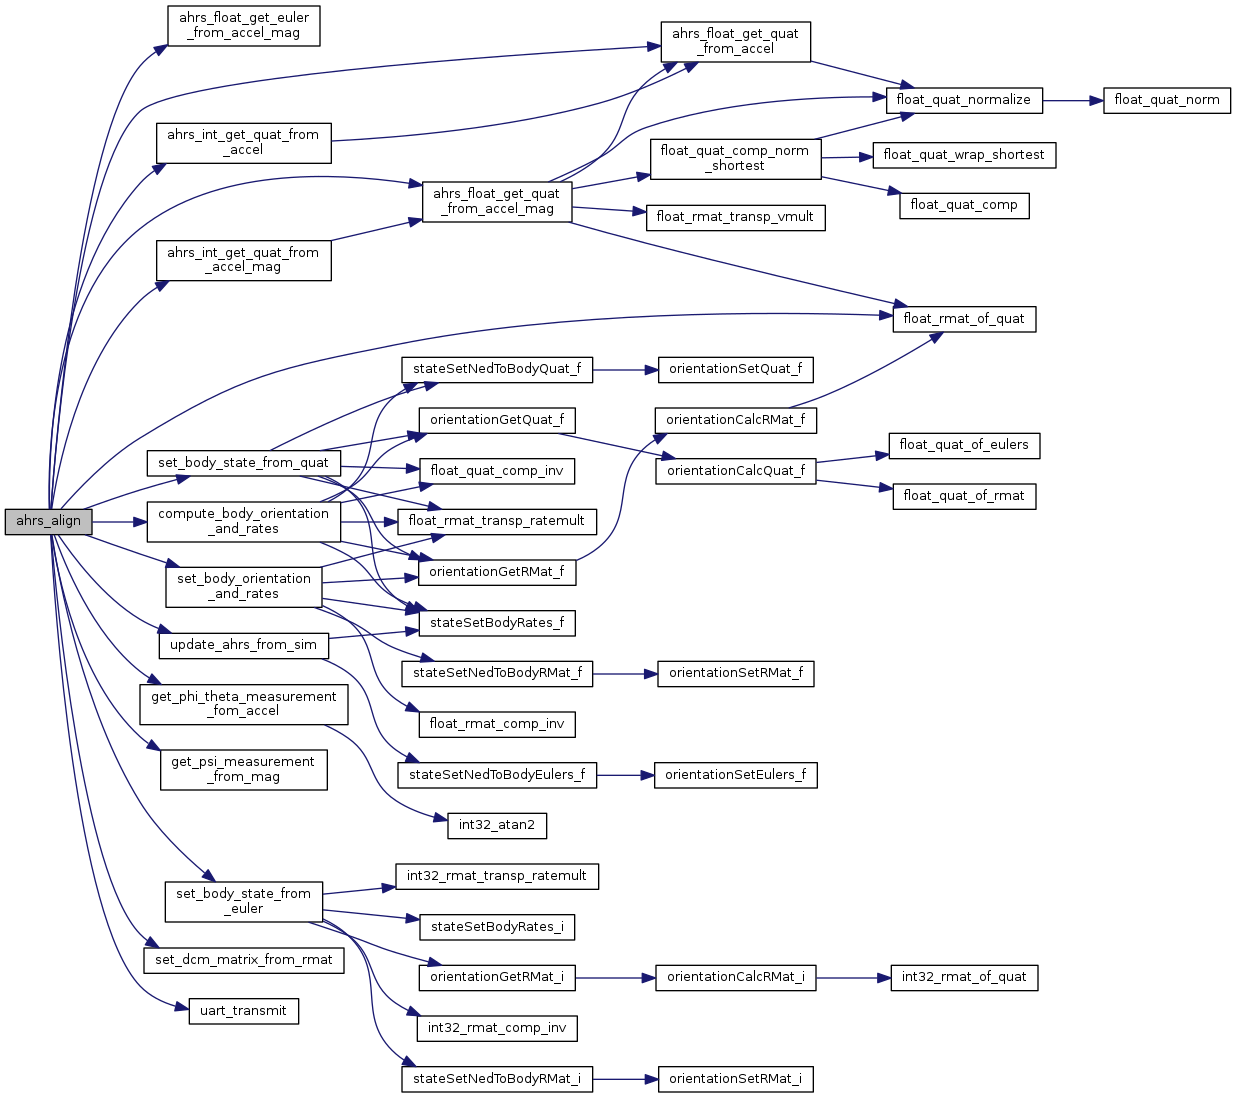 ahrs_float_get_euler
_from_accel_mag
ahrs_float_get_quat
_from_accel
float_quat_normalize
float_quat_norm
ahrs_int_get_quat_from
_accel
float_quat_comp_norm
_shortest
float_quat_wrap_shortest
ahrs_float_get_quat
_from_accel_mag
float_quat_comp
float_rmat_transp_vmult
ahrs_int_get_quat_from
_accel_mag
float_rmat_of_quat
stateSetNedToBodyQuat_f
orientationSetQuat_f
orientationGetQuat_f
orientationCalcRMat_f
float_quat_of_eulers
set_body_state_from_quat
float_quat_comp_inv
orientationCalcQuat_f
float_quat_of_rmat
ahrs_align
compute_body_orientation
_and_rates
float_rmat_transp_ratemult
orientationGetRMat_f
set_body_orientation
_and_rates
stateSetBodyRates_f
update_ahrs_from_sim
stateSetNedToBodyRMat_f
orientationSetRMat_f
get_phi_theta_measurement
_fom_accel
float_rmat_comp_inv
get_psi_measurement
_from_mag
stateSetNedToBodyEulers_f
orientationSetEulers_f
int32_atan2
int32_rmat_transp_ratemult
set_body_state_from
_euler
stateSetBodyRates_i
set_dcm_matrix_from_rmat
orientationGetRMat_i
orientationCalcRMat_i
int32_rmat_of_quat
uart_transmit
int32_rmat_comp_inv
stateSetNedToBodyRMat_i
orientationSetRMat_i